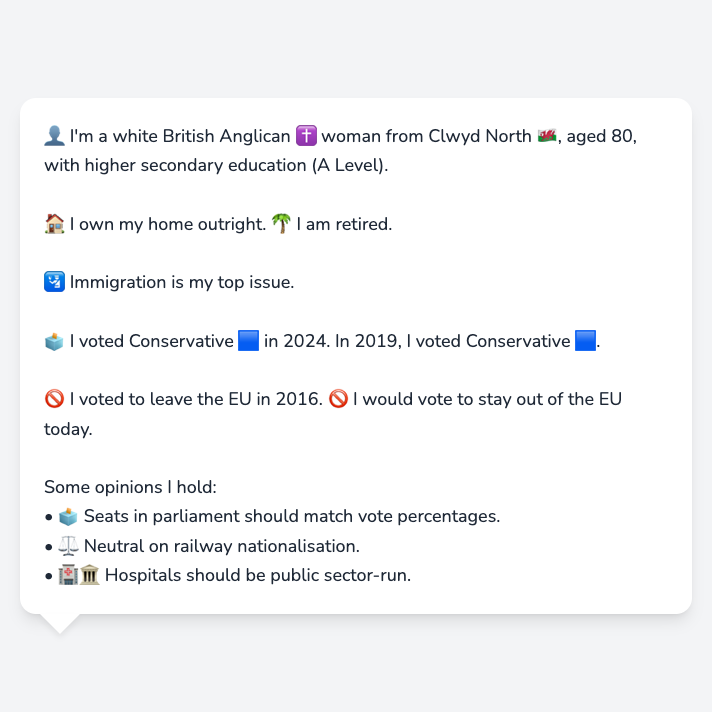 👤 I'm a white British Anglican ✝️ woman from Clwyd North 🏴󠁧󠁢󠁷󠁬󠁳󠁿, aged 80,
with higher secondary education (A Level).
🏠 I own my home outright. 🌴 I am retired.
🛂 Immigration is my top issue.
🗳️ I voted Conservative 🟦 in 2024. In 2019, I voted Conservative 🟦.
🚫 I voted to leave the EU in 2016. 🚫 I would vote to stay out of the EU
today.
Some opinions I hold:
• 🗳️ Seats in parliament should match vote percentages.
• ⚖️ Neutral on railway nationalisation.
• 🏥🏛️ Hospitals should be public sector-run.